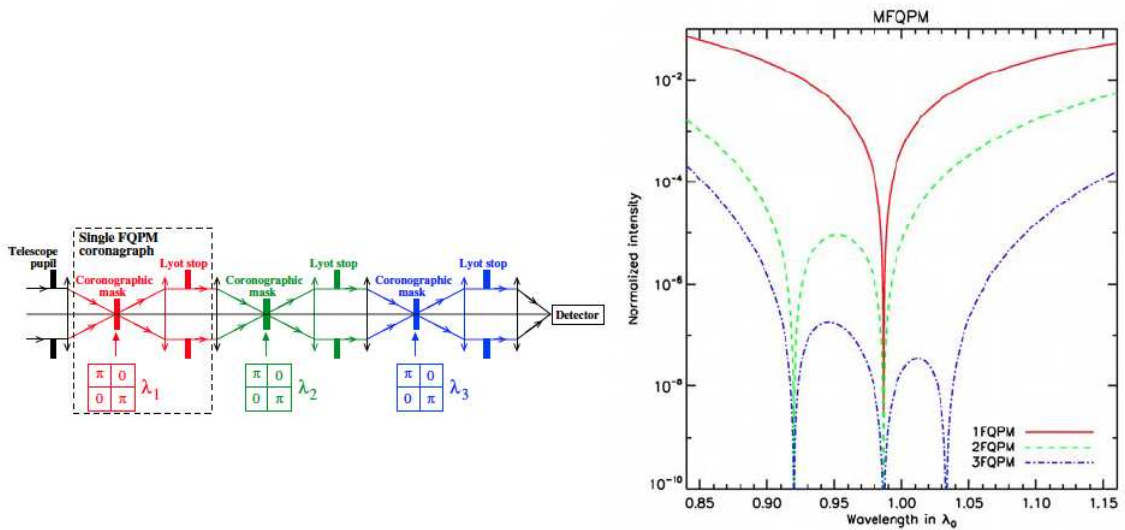 Single FQPM
coronagraph
Telescope
pupil
Lyot stop
Coronographic
mask
Lyot stop
Coronographic
mask
Lyot stop
Coronographic
mask
Detector
π 0
0 π
λ1
π 0
0 π
λ2
π 0
0 π
λ3
MFQPM
Normalized intensity
10⁻²
10⁻⁴
10⁻⁶
10⁻⁸
10⁻¹⁰
1FQPM
2FQPM
3FQPM
0.85 0.90 0.95 1.00 1.05 1.10 1.15
Wavelength in λ₀